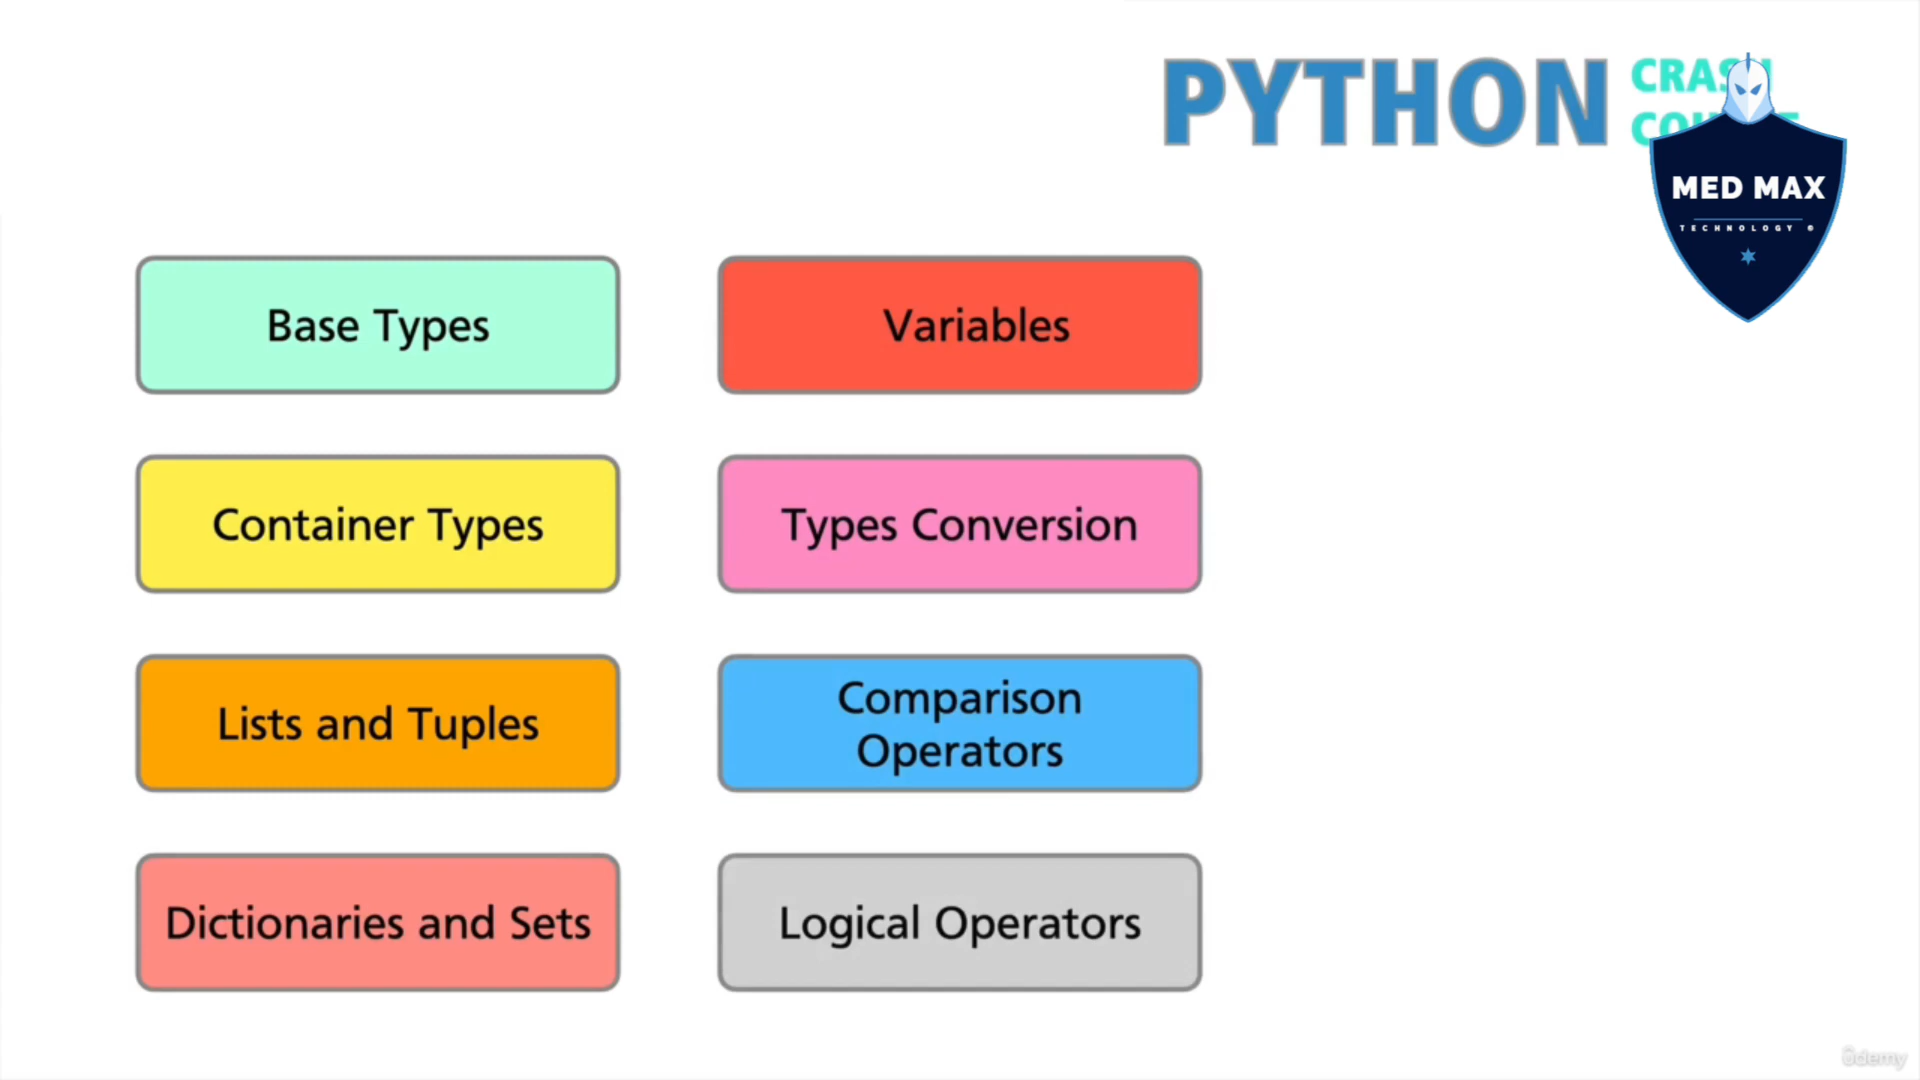 PYTHON
MED MAX
TECHNOLOGY
Base Types
Variables
Container Types
Types Conversion
Lists and Tuples
Comparison
Operators
Dictionaries and Sets
Logical Operators
ûdemy